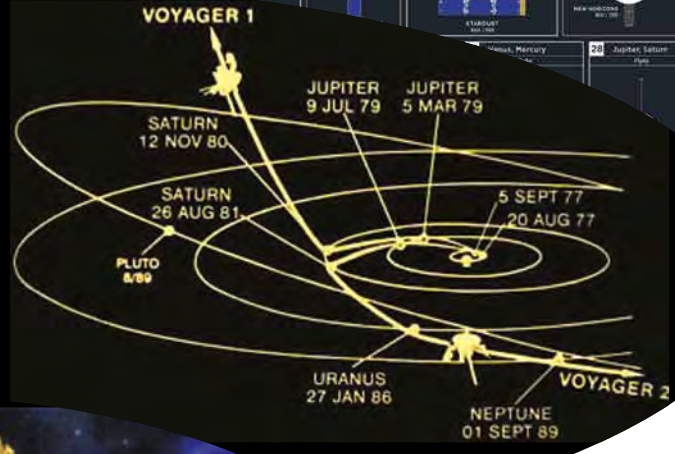 VOYAGER 1
JUPITER
9 JUL 79
JUPITER
5 MAR 79
SATURN
12 NOV 80
SATURN
26 AUG 81
5 SEPT 77
20 AUG 77
PLUTO
8/89
URANUS
27 JAN 86
NEPTUNE
01 SEPT 89
VOYAGER 2
STARDUST
NEW HORIZONS
Venus, Mercury
28 Jupiter, Saturn
Pluto